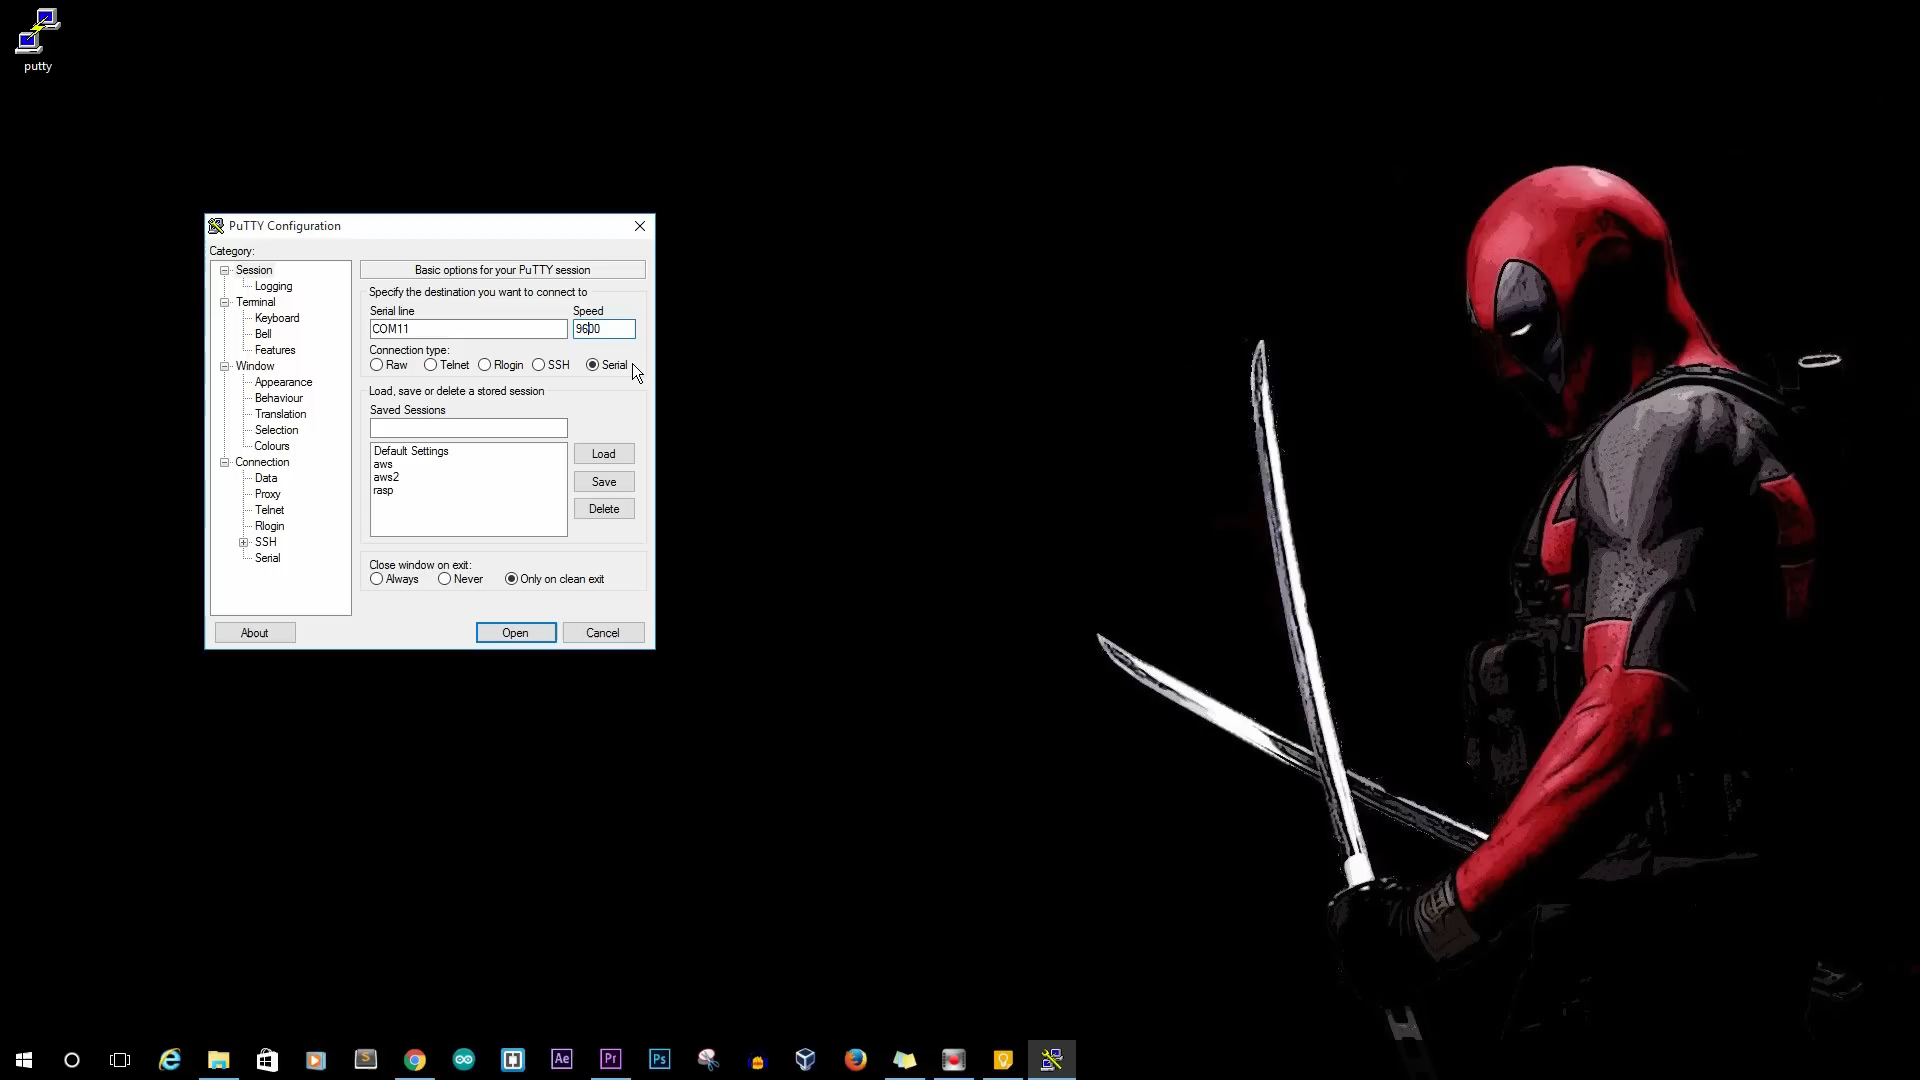 putty
PuTTY Configuration
Category:
Session
Logging
Terminal
Keyboard
Bell
Features
Window
Appearance
Behaviour
Translation
Selection
Colours
Connection
Data
Proxy
Telnet
Rlogin
SSH
Serial
Basic options for your PuTTY session
Specify the destination you want to connect to
Serial line Speed
COM11 9600
Connection type:
Raw Telnet Rlogin SSH Serial
Load, save or delete a stored session
Saved Sessions
Default Settings
aws
aws2
rasp
Load
Save
Delete
Close window on exit:
Always Never Only on clean exit
About Open Cancel
S Ae Pr Ps